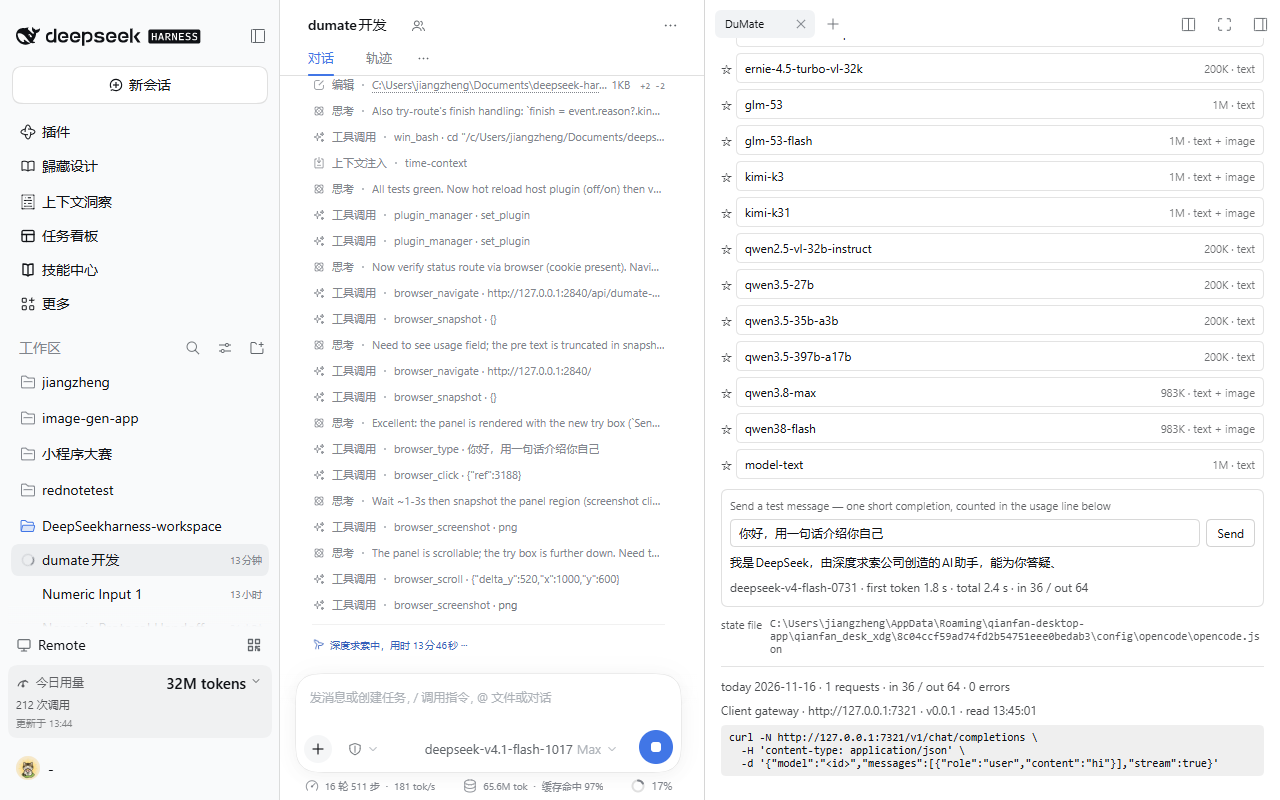 deepseek HARNESS
新会话
插件
歸藏设计
上下文洞察
任务看板
技能中心
更多
工作区
jiangzheng
image-gen-app
小程序大赛
rednotetest
DeepSeekharness-workspace
dumate开发 13分钟
Numeric Input 1 13小时
Remote
今日用量 32M tokens
212 次调用
更新于 13:44
-
dumate开发
对话 轨迹 ···
编辑 · C:\Users\jiangzheng\Documents\deepseek-har... 1KB +2 -2
思考 · Also try-route's finish handling: `finish = event.reason?.kin...
工具调用 · win_bash · cd "/c/Users/jiangzheng/Documents/deeps...
上下文注入 · time-context
思考 · All tests green. Now hot reload host plugin (off/on) then v...
工具调用 · plugin_manager · set_plugin
工具调用 · plugin_manager · set_plugin
思考 · Now verify status route via browser (cookie present). Navi...
工具调用 · browser_navigate · http://127.0.0.1:2840/api/dumate-...
工具调用 · browser_snapshot · {}
思考 · Need to see usage field; the pre text is truncated in snapsh...
工具调用 · browser_navigate · http://127.0.0.1:2840/
工具调用 · browser_snapshot · {}
思考 · Excellent: the panel is rendered with the new try box (`Sen...
工具调用 · browser_type · 你好，用一句话介绍你自己
工具调用 · browser_click · {"ref":3188}
思考 · Wait ~1-3s then snapshot the panel region (screenshot cli...
工具调用 · browser_screenshot · png
思考 · The panel is scrollable; the try box is further down. Need t...
工具调用 · browser_scroll · {"delta_y":520,"x":1000,"y":600}
工具调用 · browser_screenshot · png
深度求索中，用时 13分46秒 ···
发消息或创建任务, / 调用指令, @ 文件或对话
deepseek-v4.1-flash-1017 Max
16 轮 511 步 · 181 tok/s 65.6M tok · 缓存命中 97% 17%
DuMate
ernie-4.5-turbo-vl-32k 200K · text
glm-53 1M · text
glm-53-flash 1M · text + image
kimi-k3 1M · text + image
kimi-k31 1M · text + image
qwen2.5-vl-32b-instruct 200K · text
qwen3.5-27b 200K · text
qwen3.5-35b-a3b 200K · text
qwen3.5-397b-a17b 200K · text
qwen3.8-max 983K · text + image
qwen38-flash 983K · text + image
model-text 1M · text
Send a test message — one short completion, counted in the usage line below
你好，用一句话介绍你自己 Send
我是DeepSeek，由深度求索公司创造的AI助手，能为你答疑、
deepseek-v4-flash-0731 · first token 1.8 s · total 2.4 s · in 36 / out 64
state file C:\Users\jiangzheng\AppData\Roaming\qianfan-desktop-
app\qianfan_desk_xdg\8c04ccf59ad74fd2b54751eee0bedab3\config\opencode\opencode.js
on
today 2026-11-16 · 1 requests · in 36 / out 64 · 0 errors
Client gateway · http://127.0.0.1:7321 · v0.0.1 · read 13:45:01
curl -N http://127.0.0.1:7321/v1/chat/completions \
-H 'content-type: application/json' \
-d '{"model":"<id>","messages":[{"role":"user","content":"hi"}],"stream":true}'